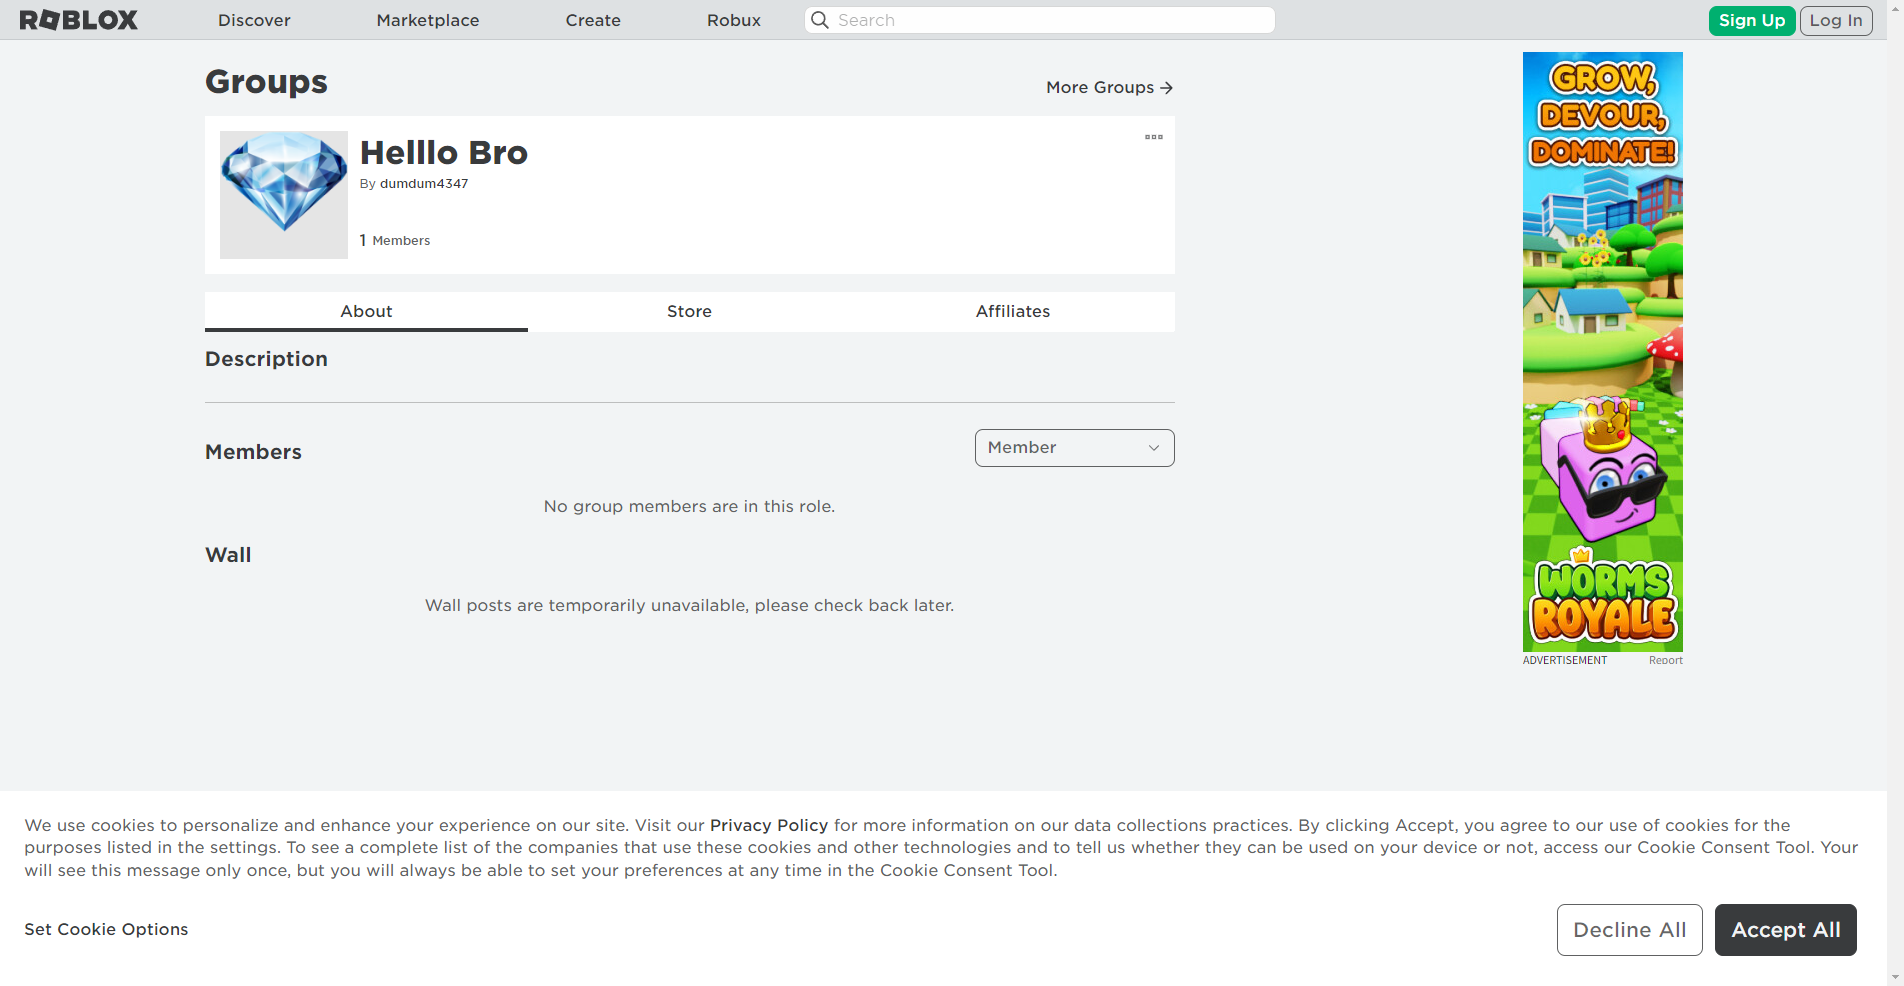 ROBLOX
Discover
Marketplace
Create
Robux
Search
Sign Up
Log In
Groups
More Groups
Helllo Bro
By dumdum4347
1 Members
About
Store
Affiliates
Description
Members
Member
No group members are in this role.
Wall
Wall posts are temporarily unavailable, please check back later.
GROW,
DEVOUR,
DOMINATE!
WORMS
ROYALE
ADVERTISEMENT
Report
We use cookies to personalize and enhance your experience on our site. Visit our Privacy Policy for more information on our data collections practices. By clicking Accept, you agree to our use of cookies for the
purposes listed in the settings. To see a complete list of the companies that use these cookies and other technologies and to tell us whether they can be used on your device or not, access our Cookie Consent Tool. Your
will see this message only once, but you will always be able to set your preferences at any time in the Cookie Consent Tool.
Set Cookie Options
Decline All
Accept All